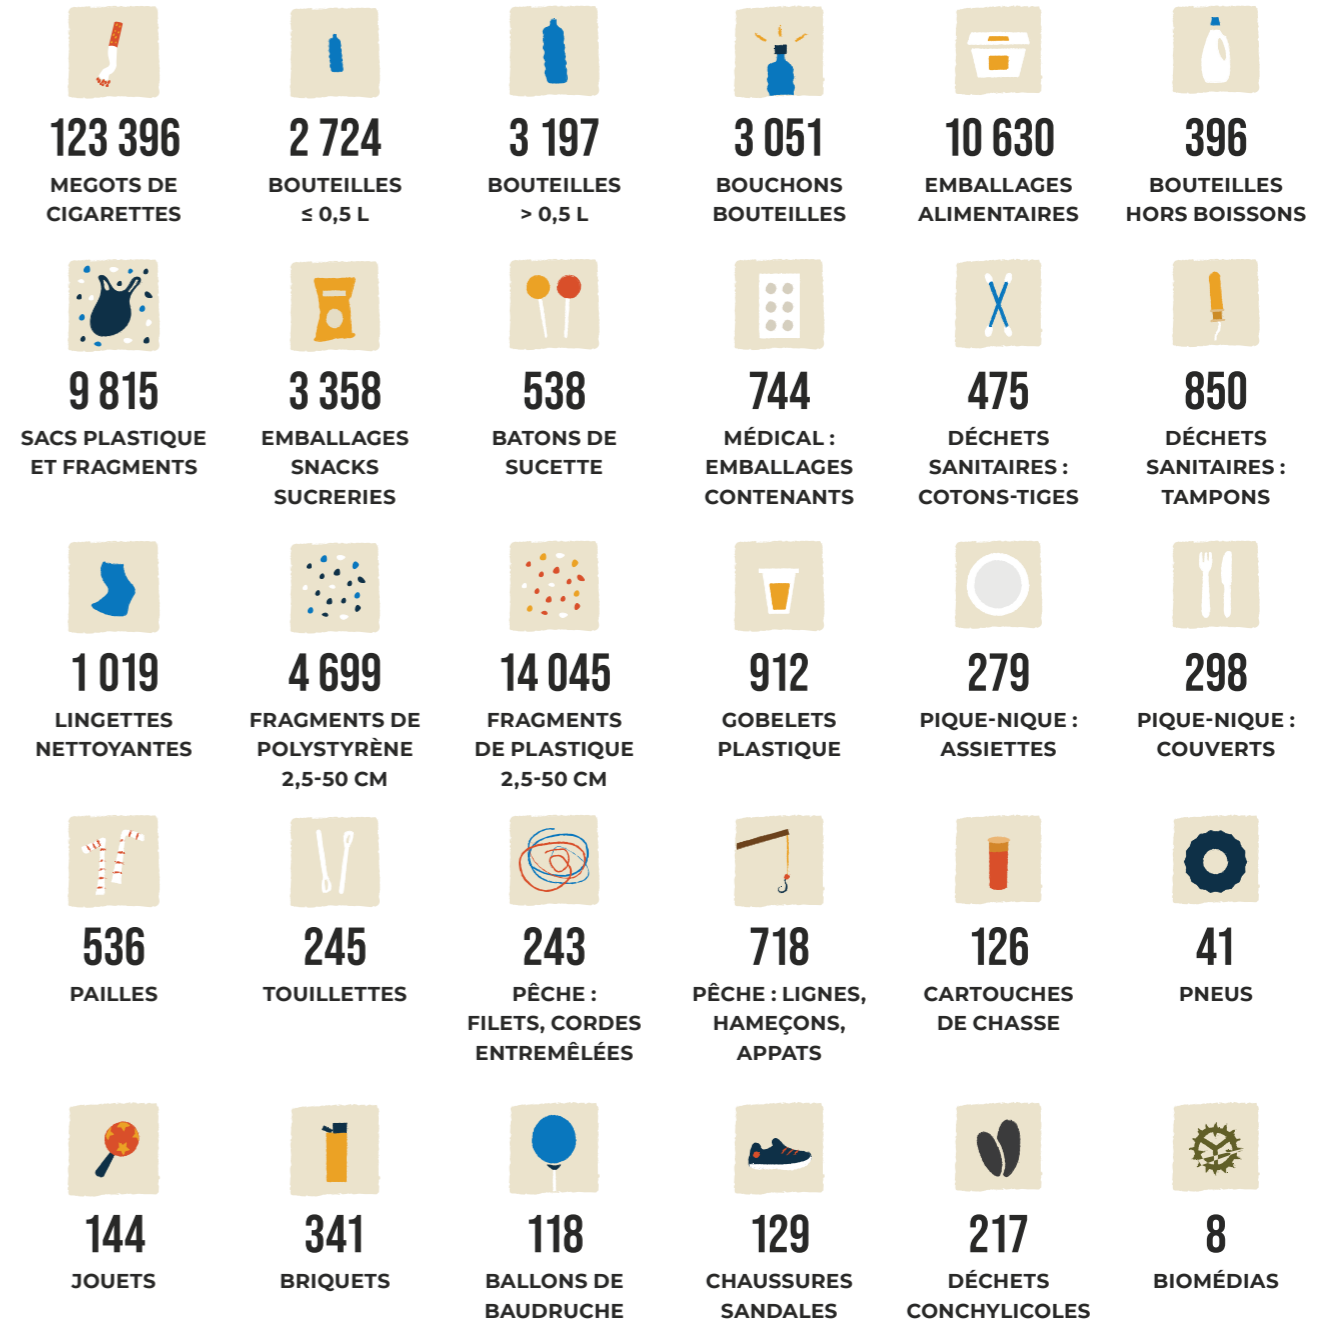 123 396
MEGOTS DE
CIGARETTES
2 724
BOUTEILLES
≤ 0,5 L
3 197
BOUTEILLES
> 0,5 L
3 051
BOUCHONS
BOUTEILLES
10 630
EMBALLAGES
ALIMENTAIRES
396
BOUTEILLES
HORS BOISSONS
9 815
SACS PLASTIQUE
ET FRAGMENTS
3 358
EMBALLAGES
SNACKS
SUCRERIES
538
BATONS DE
SUCETTE
744
MÉDICAL :
EMBALLAGES
CONTENANTS
475
DÉCHETS
SANITAIRES :
COTONS-TIGES
850
DÉCHETS
SANITAIRES :
TAMPONS
1 019
LINGETTES
NETTOYANTES
4 699
FRAGMENTS DE
POLYSTYRÈNE
2,5-50 CM
14 045
FRAGMENTS
DE PLASTIQUE
2,5-50 CM
912
GOBELETS
PLASTIQUE
279
PIQUE-NIQUE :
ASSIETTES
298
PIQUE-NIQUE :
COUVERTS
536
PAILLES
245
TOUILLETTES
243
PÊCHE :
FILETS, CORDES
ENTREMÊLÉES
718
PÊCHE : LIGNES,
HAMEÇONS,
APPATS
126
CARTOUCHES
DE CHASSE
41
PNEUS
144
JOUETS
341
BRIQUETS
118
BALLONS DE
BAUDRUCHE
129
CHAUSSURES
SANDALES
217
DÉCHETS
CONCHYLICOLES
8
BIOMÉDIAS